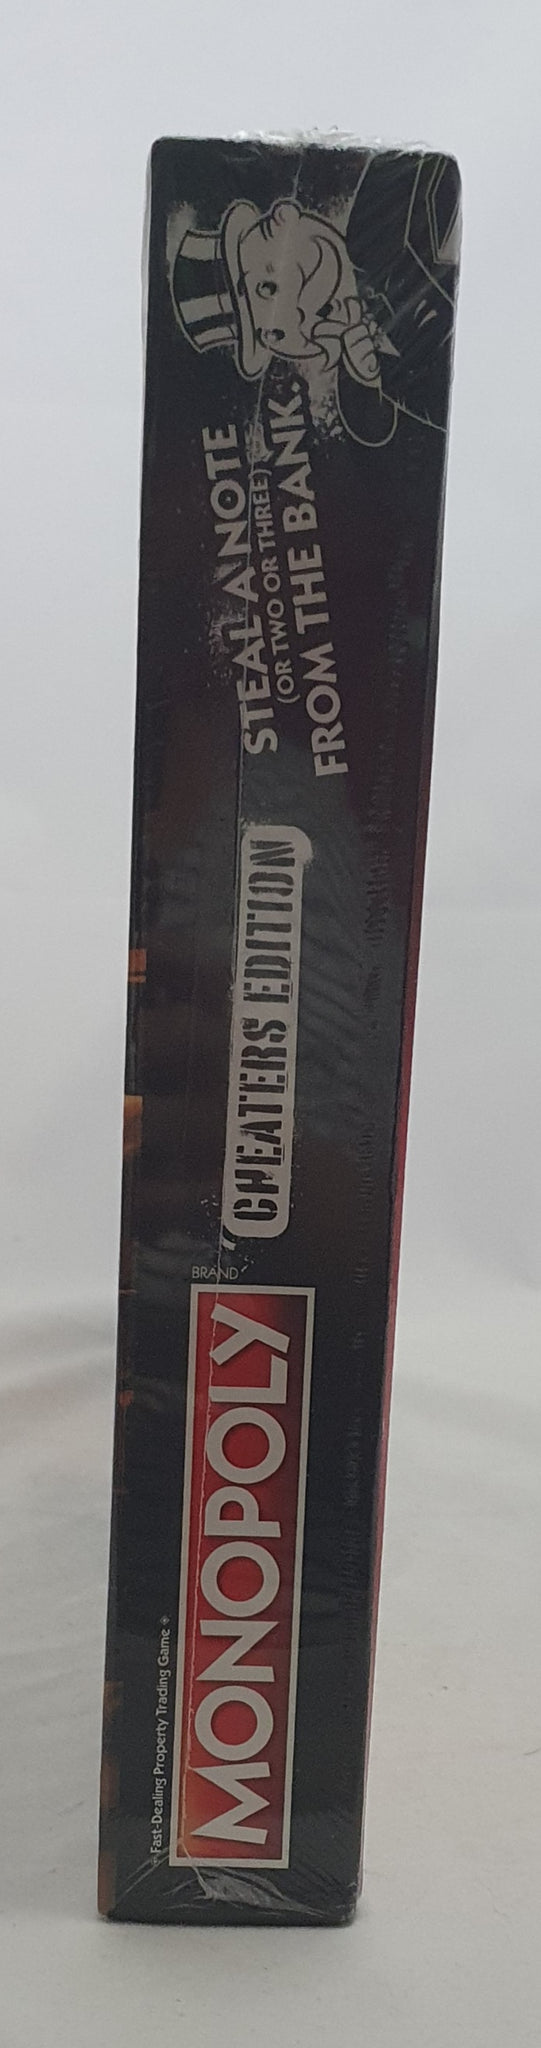 Fast-Dealing Property Trading Game
MONOPOLY
BRAND
CHEATERS EDITION
STEAL A NOTE
(OR TWO OR THREE)
FROM THE BANK.